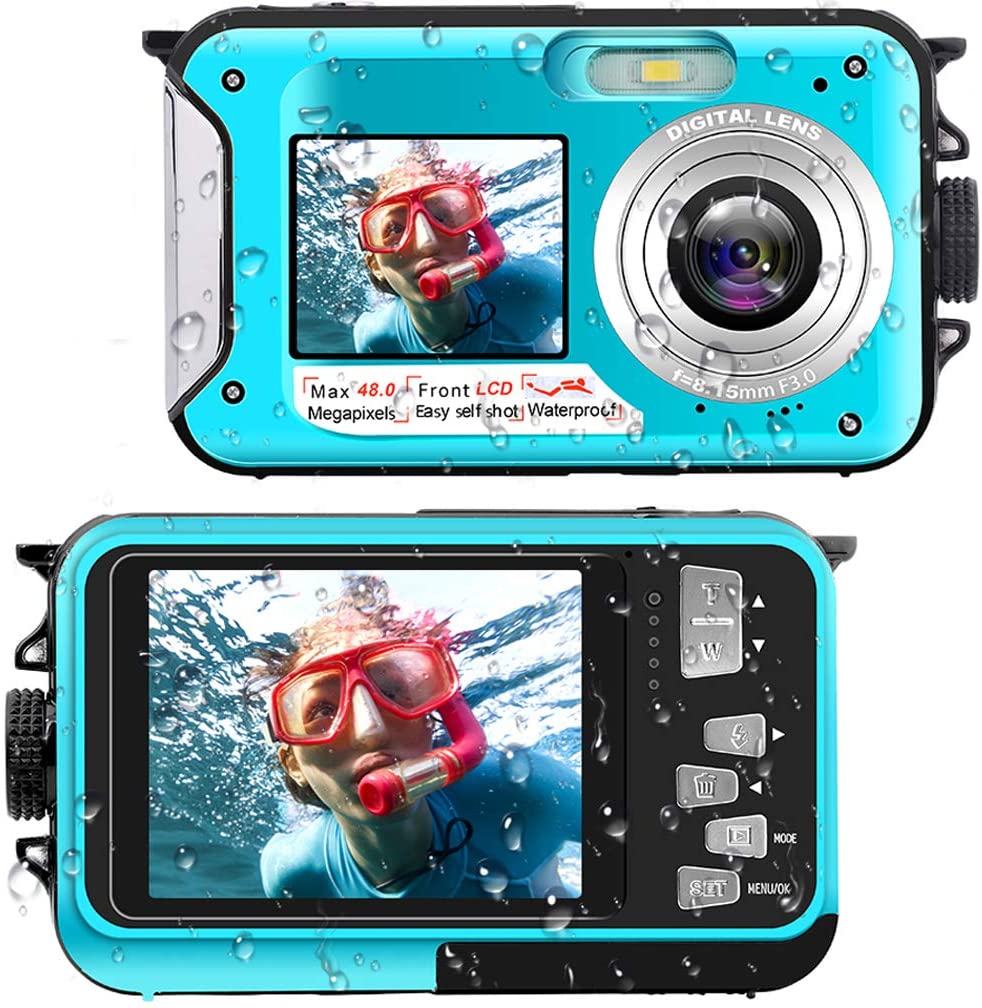 DIGITAL LENS
f=8.15mm F3.0
Max 48.0
Megapixels
Front LCD
Easy self shot
Waterproof
T
W
MODE
SET MENU/OK